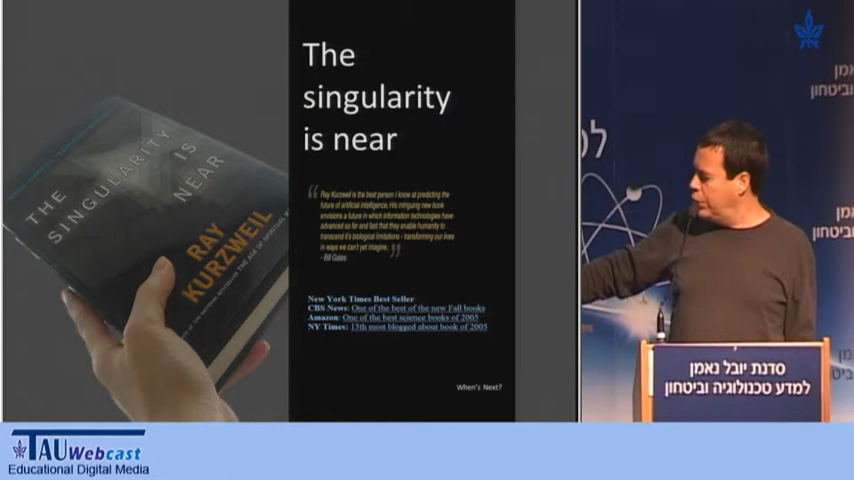 The
singularity
is near
THE
SINGULARITY
IS
NEAR
RAY
KURZWEIL
“ Ray Kurzweil is the best person I know at predicting the
future of artificial intelligence. His intriguing new book
envisions a future in which information technologies have
advanced so far and fast that they enable humanity to
transcend it's biological limitations - transforming our lives
in ways we can't yet imagine. ”
- Bill Gates
New York Times Best Seller
CBS News: One of the best of the new Fall books
Amazon: One of the best science books of 2005
NY Times: 13th most blogged about book of 2005
When's Next?
סדנת יובל נאמן
למדע טכנולוגיה וביטחון
TAU Webcast
Educational Digital Media